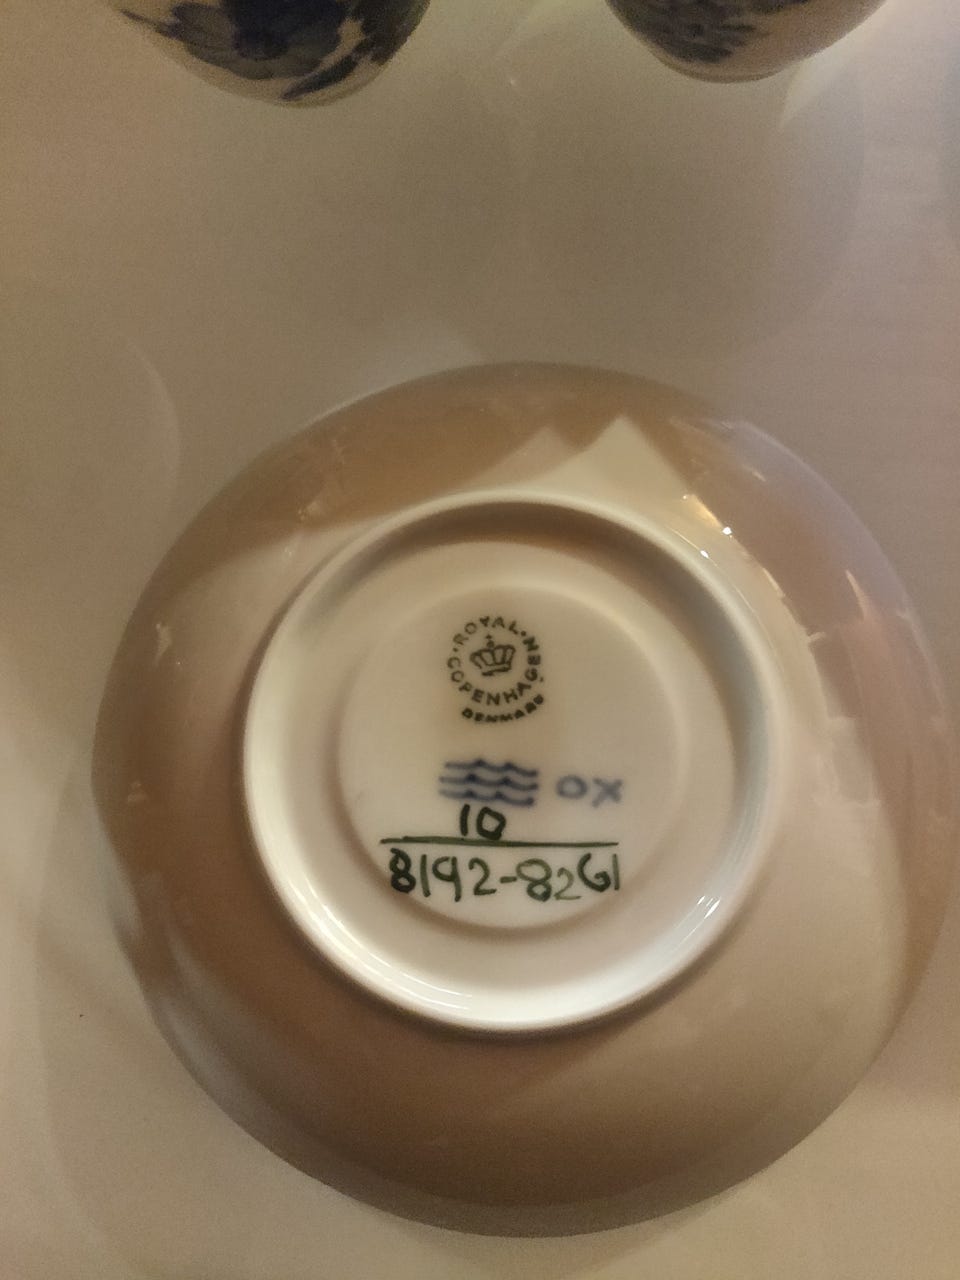 ROYAL COPENHAGEN
DENMARK
OX
10
8192-8261